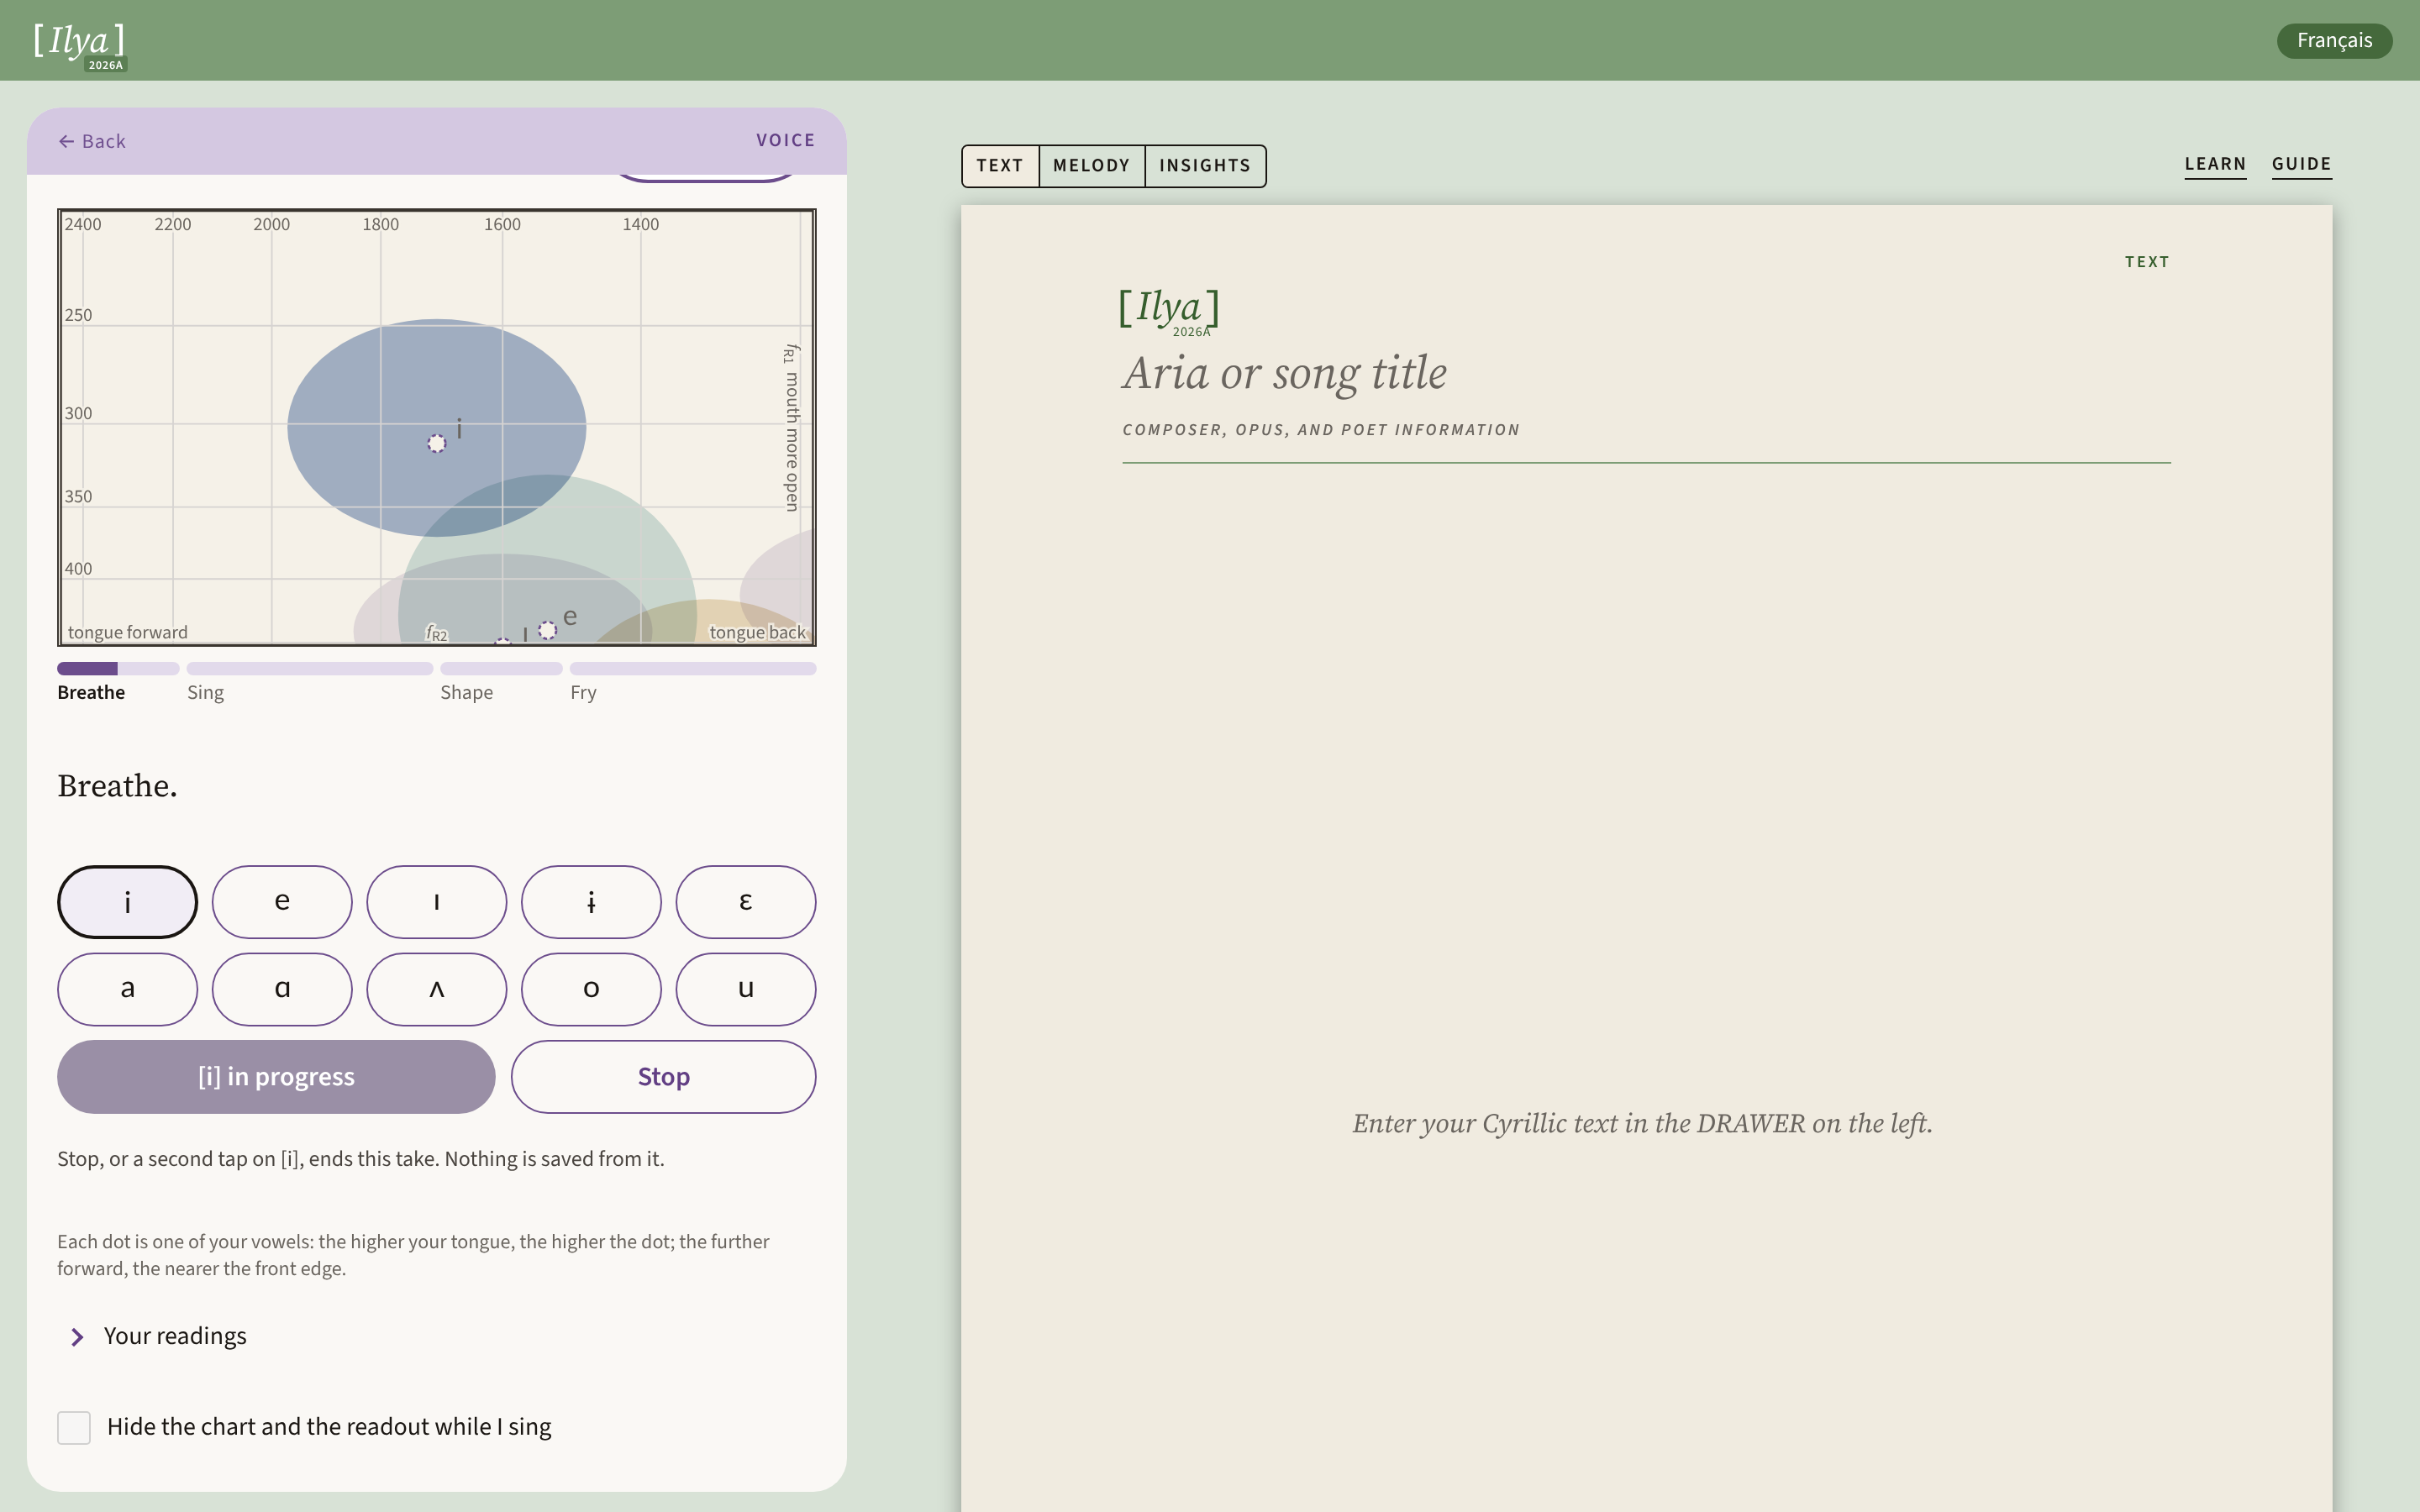 [Ilya]
2026A
Français
← Back
VOICE
TEXT
MELODY
INSIGHTS
LEARN
GUIDE
2400 2200 2000 1800 1600 1400
250
300
350
400
fR1 mouth more open
i
e
ɪ
tongue forward
fR2
tongue back
Breathe
Sing
Shape
Fry
Breathe.
i e ɪ ɨ ɛ
a ɑ ʌ o u
[i] in progress
Stop
Stop, or a second tap on [i], ends this take. Nothing is saved from it.
Each dot is one of your vowels: the higher your tongue, the higher the dot; the further
forward, the nearer the front edge.
Your readings
Hide the chart and the readout while I sing
TEXT
[Ilya]
2026A
Aria or song title
COMPOSER, OPUS, AND POET INFORMATION
Enter your Cyrillic text in the DRAWER on the left.